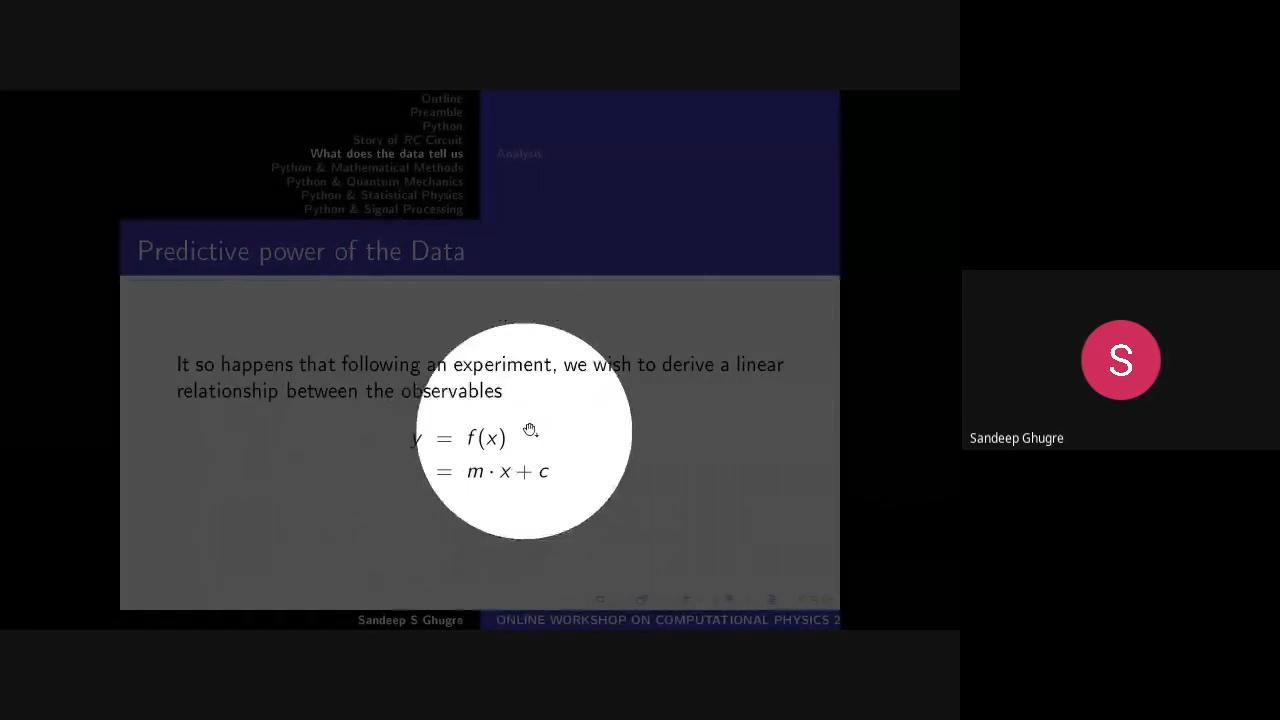 Outline
Preamble
Python
Story of RC Circuit
What does the data tell us
Python & Mathematical Methods
Python & Quantum Mechanics
Python & Statistical Physics
Python & Signal Processing
Analysis
Predictive power of the Data
It so happens that following an experiment, we wish to derive a linear
relationship between the observables
y = f(x)
= m · x + c
Sandeep S Ghugre
ONLINE WORKSHOP ON COMPUTATIONAL PHYSICS 2
S
Sandeep Ghugre